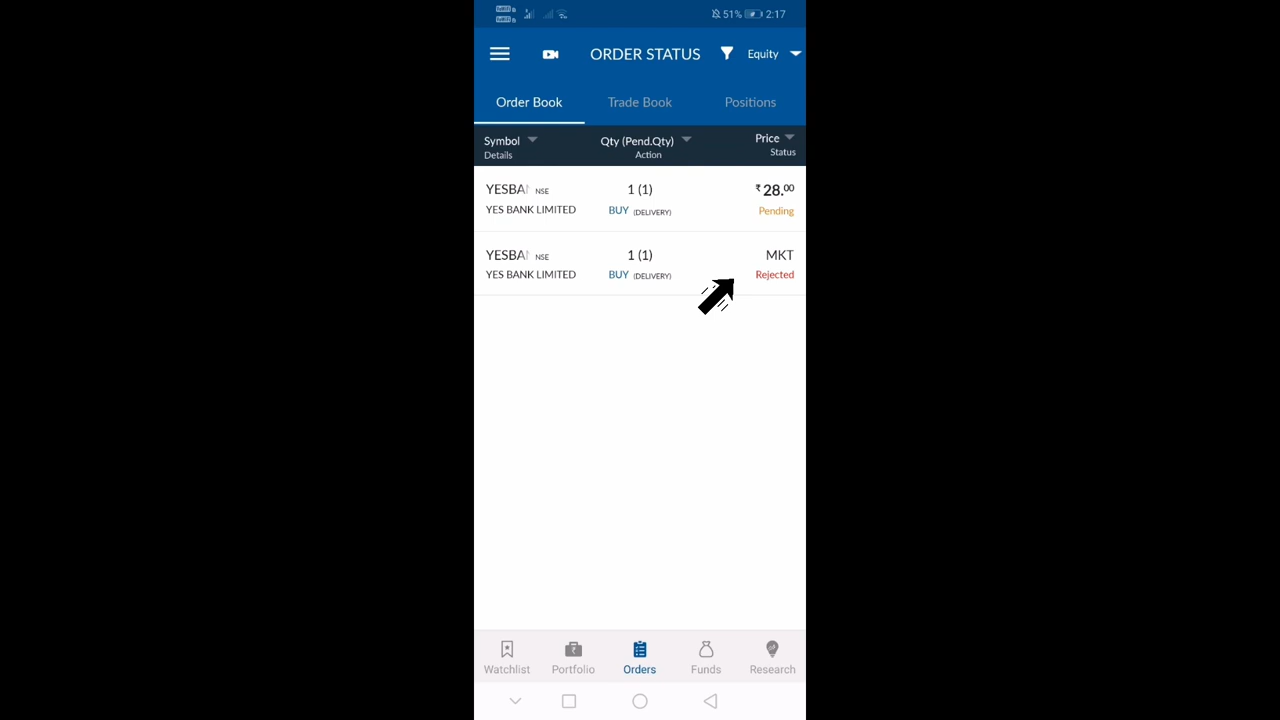 51% 2:17
ORDER STATUS Equity
Order Book Trade Book Positions
Symbol Qty (Pend.Qty) Price
Details Action Status
YESBA NSE 1 (1) ₹28.00
YES BANK LIMITED BUY (DELIVERY) Pending
YESBA NSE 1 (1) MKT
YES BANK LIMITED BUY (DELIVERY) Rejected
Watchlist Portfolio Orders Funds Research